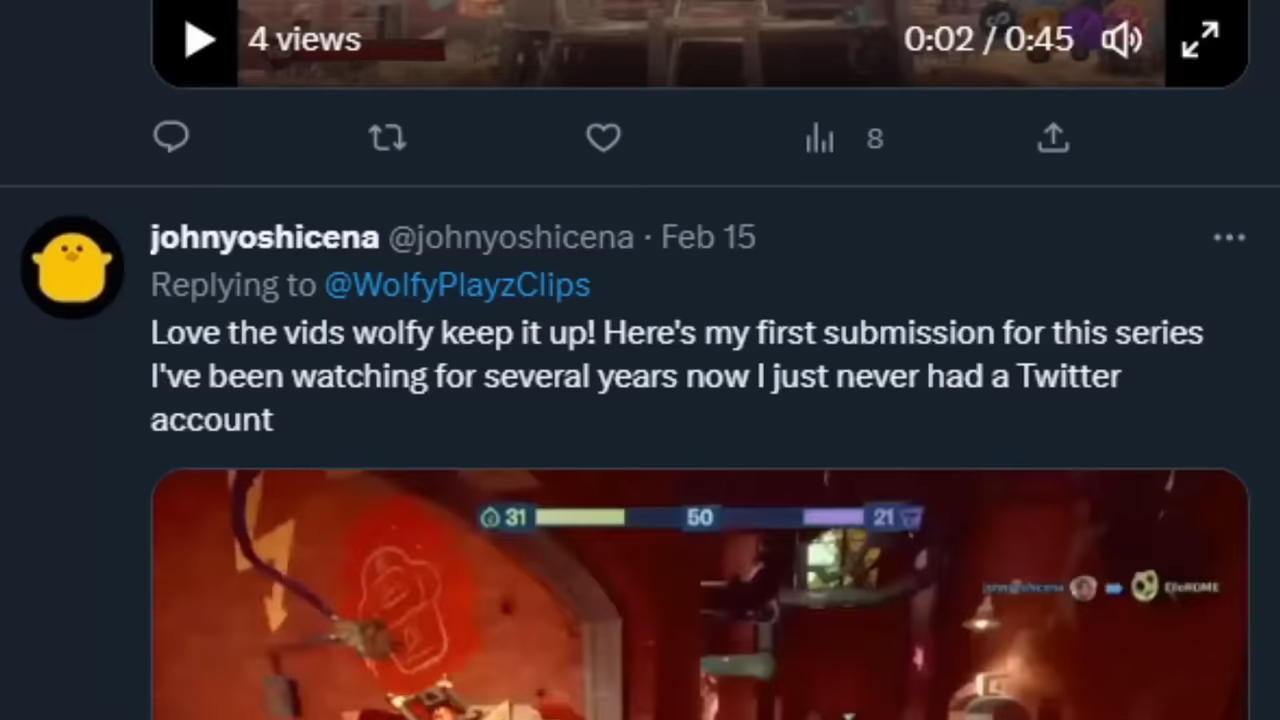 4 views
0:02 / 0:45
8
johnyoshicena @johnyoshicena · Feb 15
Replying to @WolfyPlayzClips
Love the vids wolfy keep it up! Here's my first submission for this series
I've been watching for several years now I just never had a Twitter
account
31 50 21
johnyoshicena